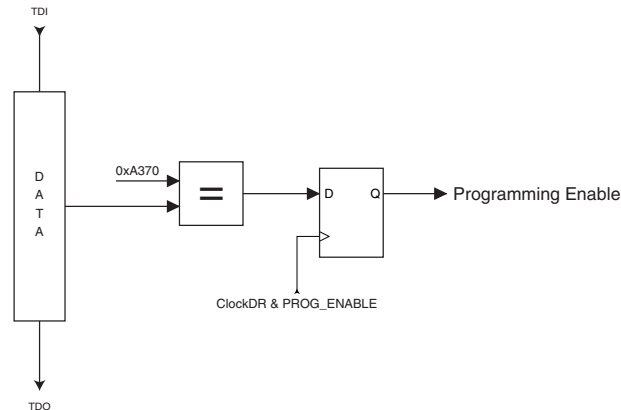 TDI
D
A
T
A
0xA370
=
D
Q
Programming Enable
ClockDR & PROG_ENABLE
TDO